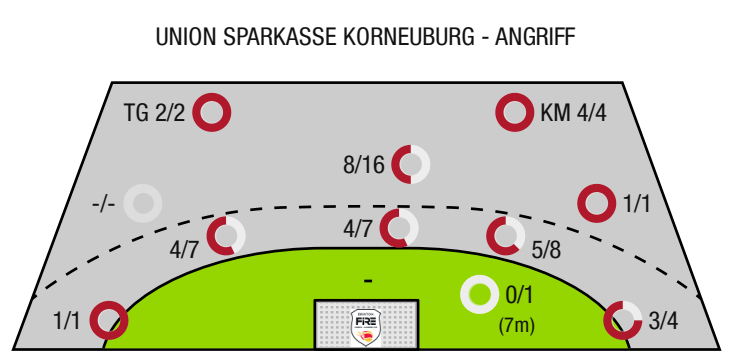 UNION SPARKASSE KORNEUBURG - ANGRIFF
TG 2/2
KM 4/4
8/16
-/-
1/1
4/7
4/7
5/8
-
0/1
(7m)
1/1
FIRE
3/4